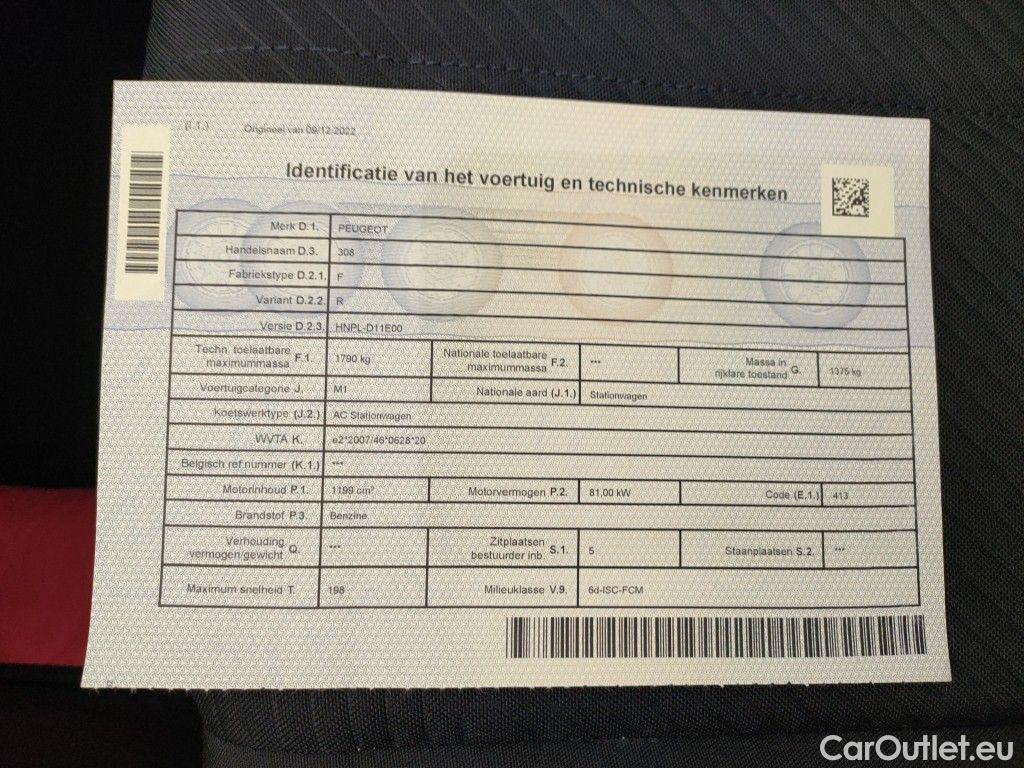 (I.1.) Origineel van 09/12/2022
Identificatie van het voertuig en technische kenmerken
Merk D.1. PEUGEOT
Handelsnaam D.3. 308
Fabriekstype D.2.1. F
Variant D.2.2. R
Versie D.2.3. HNPL-D11E00
Techn. toelaatbare maximummassa F.1. 1790 kg Nationale toelaatbare maximummassa F.2. *** Massa in rijklare toestand G. 1375 kg
Voertuigcategorie J. M1 Nationale aard (J.1.) Stationwagen
Koetswerktype (J.2.) AC Stationwagen
WVTA K. e2*2007/46*0628*20
Belgisch ref.nummer (K.1.) ***
Motorinhoud P.1. 1199 cm³ Motorvermogen P.2. 81,00 kW Code (E.1.) 413
Brandstof P.3. Benzine
Verhouding vermogen/gewicht Q. *** Zitplaatsen bestuurder inb. S.1. 5 Staanplaatsen S.2. ***
Maximum snelheid T. 198 Milieuklasse V.9. 6d-ISC-FCM
CarOutlet.eu